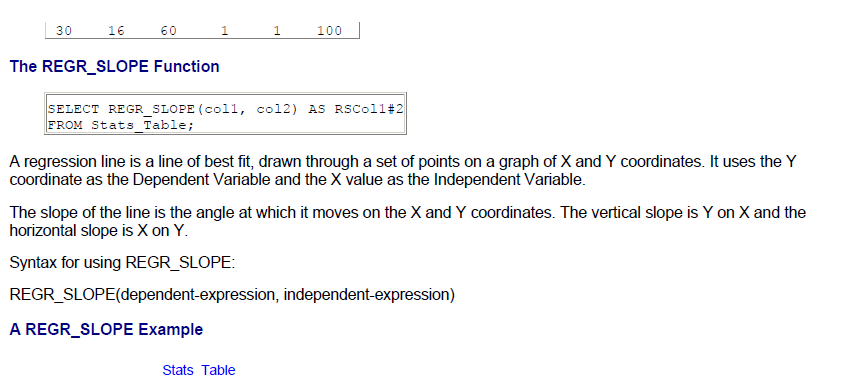 30 16 60 1 1 100
The REGR_SLOPE Function
SELECT REGR_SLOPE(col1, col2) AS RSCol1#2
FROM Stats_Table;
A regression line is a line of best fit, drawn through a set of points on a graph of X and Y coordinates. It uses the Y
coordinate as the Dependent Variable and the X value as the Independent Variable.
The slope of the line is the angle at which it moves on the X and Y coordinates. The vertical slope is Y on X and the
horizontal slope is X on Y.
Syntax for using REGR_SLOPE:
REGR_SLOPE(dependent-expression, independent-expression)
A REGR_SLOPE Example
Stats_Table